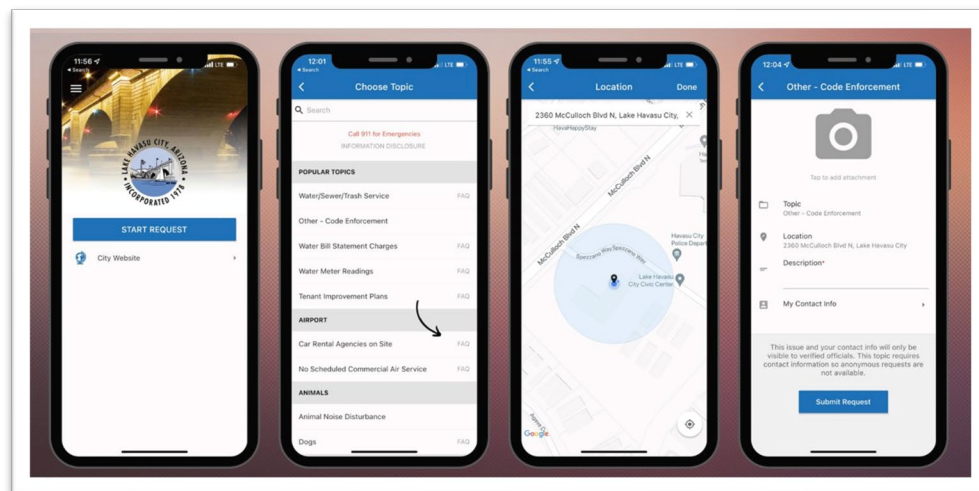 11:56
LTE
Search
LAKE HAVASU CITY, ARIZONA
INCORPORATED 1978
START REQUEST
City Website
12:01
LTE
Search
Choose Topic
Search
Call 911 for Emergencies
INFORMATION DISCLOSURE
POPULAR TOPICS
Water/Sewer/Trash Service FAQ
Other - Code Enforcement
Water Bill Statement Charges FAQ
Water Meter Readings FAQ
Tenant Improvement Plans FAQ
AIRPORT
Car Rental Agencies on Site FAQ
No Scheduled Commercial Air Service FAQ
ANIMALS
Animal Noise Disturbance
Dogs FAQ
11:55
LTE
Search
Location Done
2360 McCulloch Blvd N, Lake Havasu City,
HavaHappyStay
McCulloch Blvd N
McCulloch Blvd N
Speczano Way Speczano Way
Havasu City
Police Depart
Lake Havasu
City Civic Center
Google
12:04
LTE
Other - Code Enforcement
Tap to add attachment
Topic
Other - Code Enforcement
Location
2360 McCulloch Blvd N, Lake Havasu City
Description*
My Contact Info
This issue and your contact info will only be
visible to verified officials. This topic requires
contact information so anonymous requests are
not available.
Submit Request